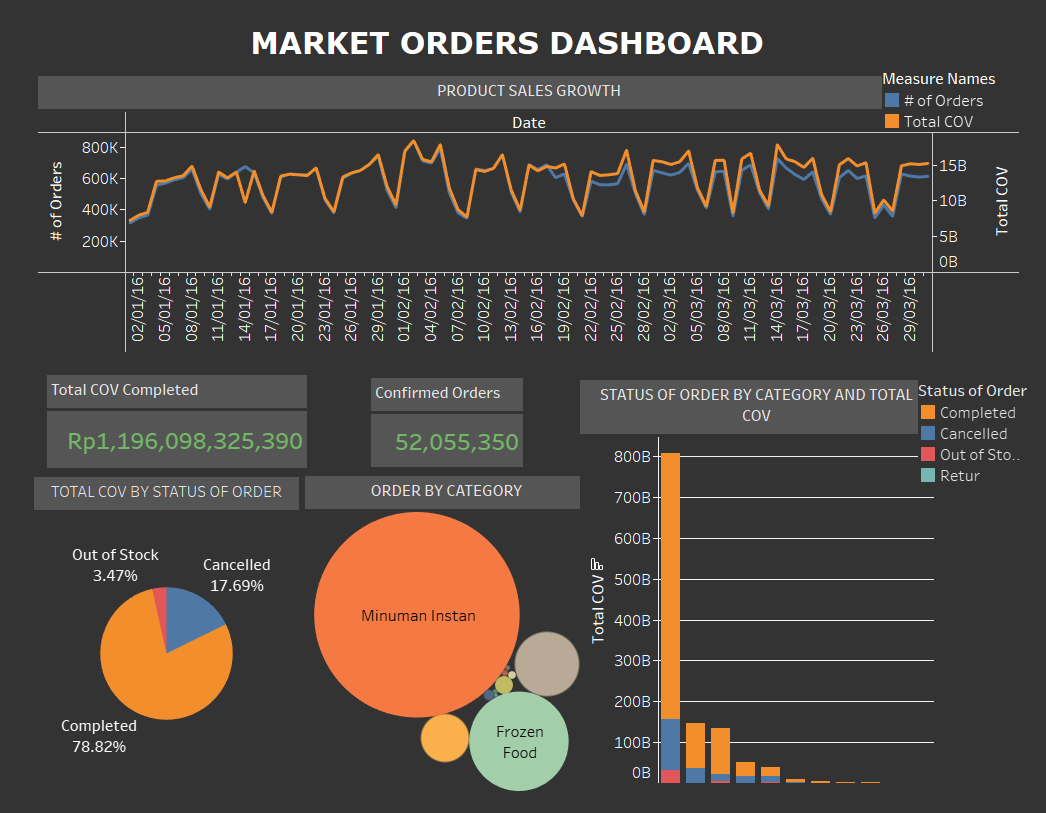 MARKET ORDERS DASHBOARD
PRODUCT SALES GROWTH
Measure Names
# of Orders
Total COV
Date
# of Orders
800K
600K
400K
200K
15B
10B
5B
0B
Total COV
02/01/16
05/01/16
08/01/16
11/01/16
14/01/16
17/01/16
20/01/16
23/01/16
26/01/16
29/01/16
01/02/16
04/02/16
07/02/16
10/02/16
13/02/16
16/02/16
19/02/16
22/02/16
25/02/16
28/02/16
02/03/16
05/03/16
08/03/16
11/03/16
14/03/16
17/03/16
20/03/16
23/03/16
26/03/16
29/03/16
Total COV Completed
Rp1,196,098,325,390
Confirmed Orders
52,055,350
TOTAL COV BY STATUS OF ORDER
Out of Stock
3.47%
Cancelled
17.69%
Completed
78.82%
ORDER BY CATEGORY
Minuman Instan
Frozen
Food
STATUS OF ORDER BY CATEGORY AND TOTAL
COV
Status of Order
Completed
Cancelled
Out of Sto..
Retur
Total COV
800B
700B
600B
500B
400B
300B
200B
100B
0B